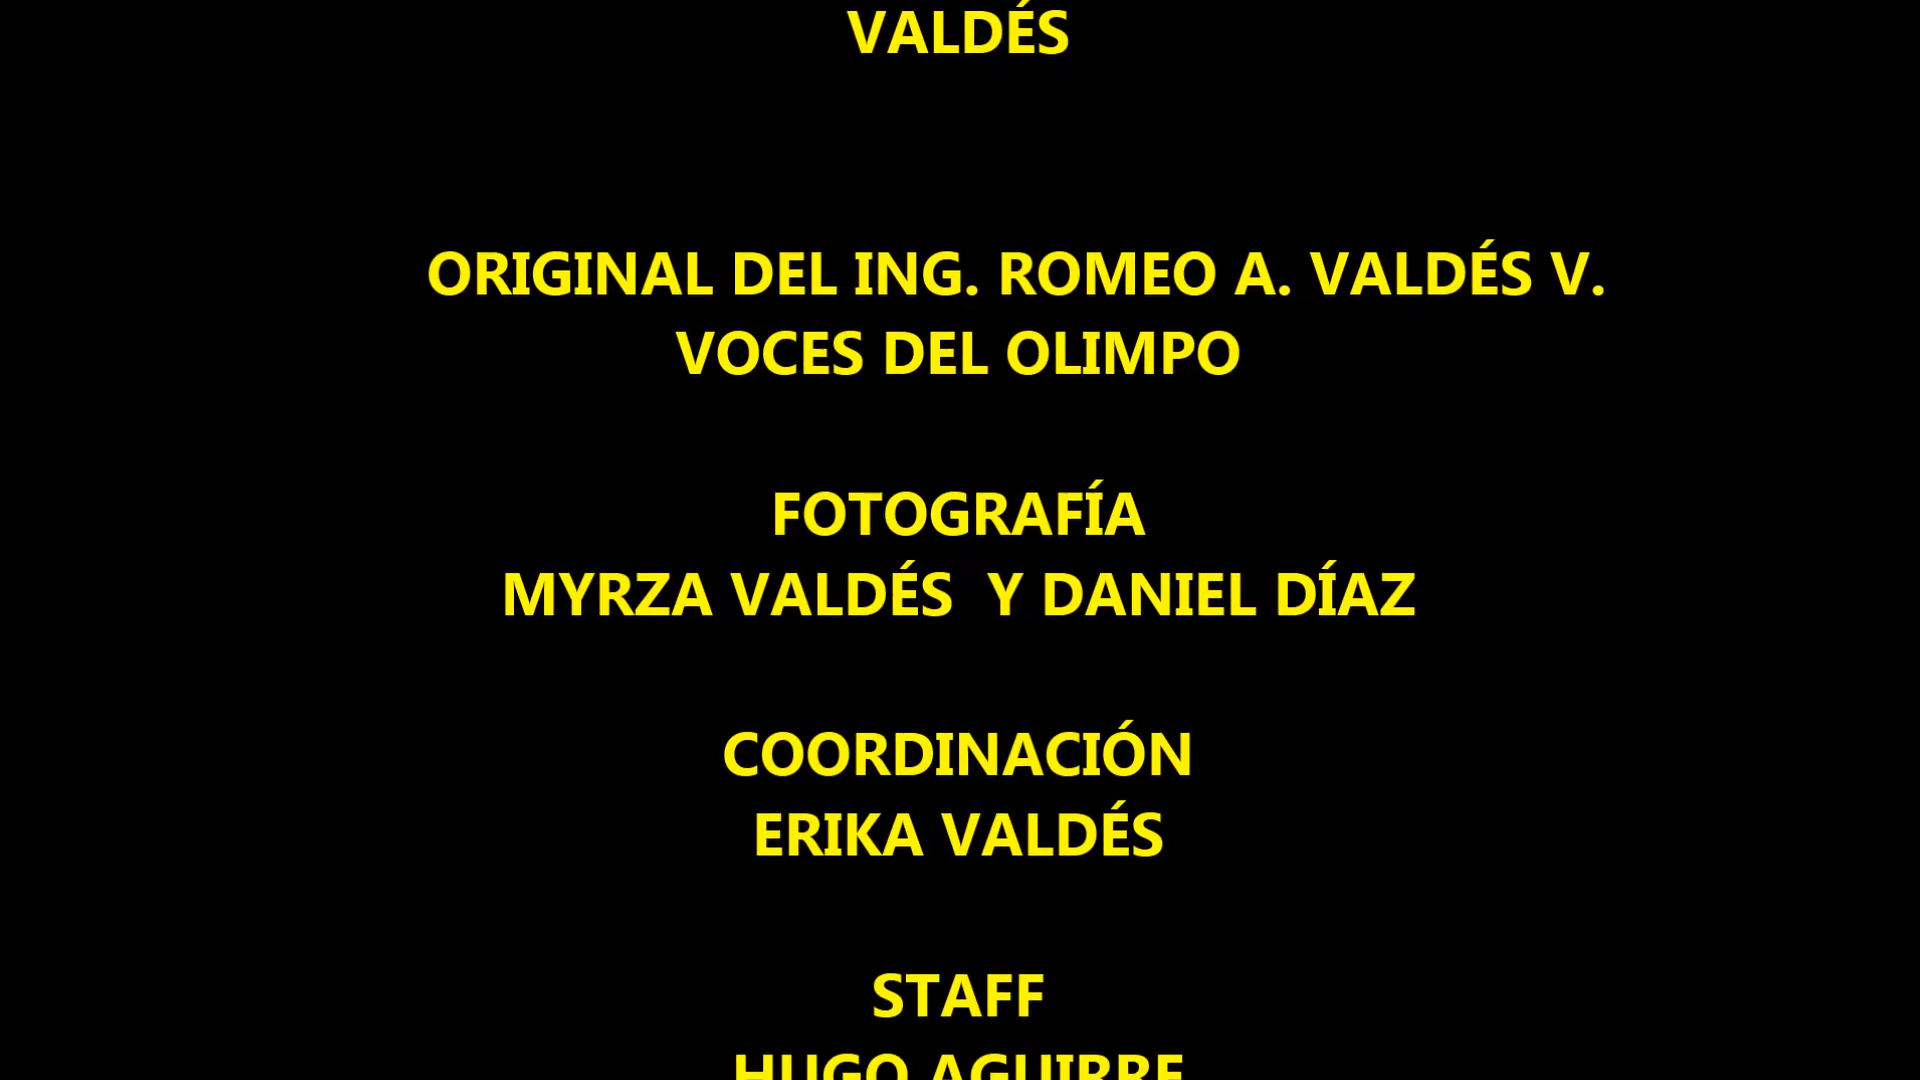 VALDÉS
ORIGINAL DEL ING. ROMEO A. VALDÉS V.
VOCES DEL OLIMPO
FOTOGRAFÍA
MYRZA VALDÉS  Y DANIEL DÍAZ
COORDINACIÓN
ERIKA VALDÉS
STAFF
HUGO AGUIRRE